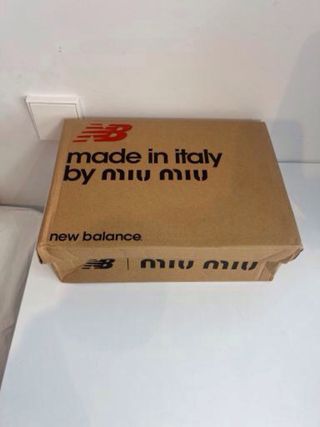 NB
made in italy
by miu miu
new balance
NB | miu miu